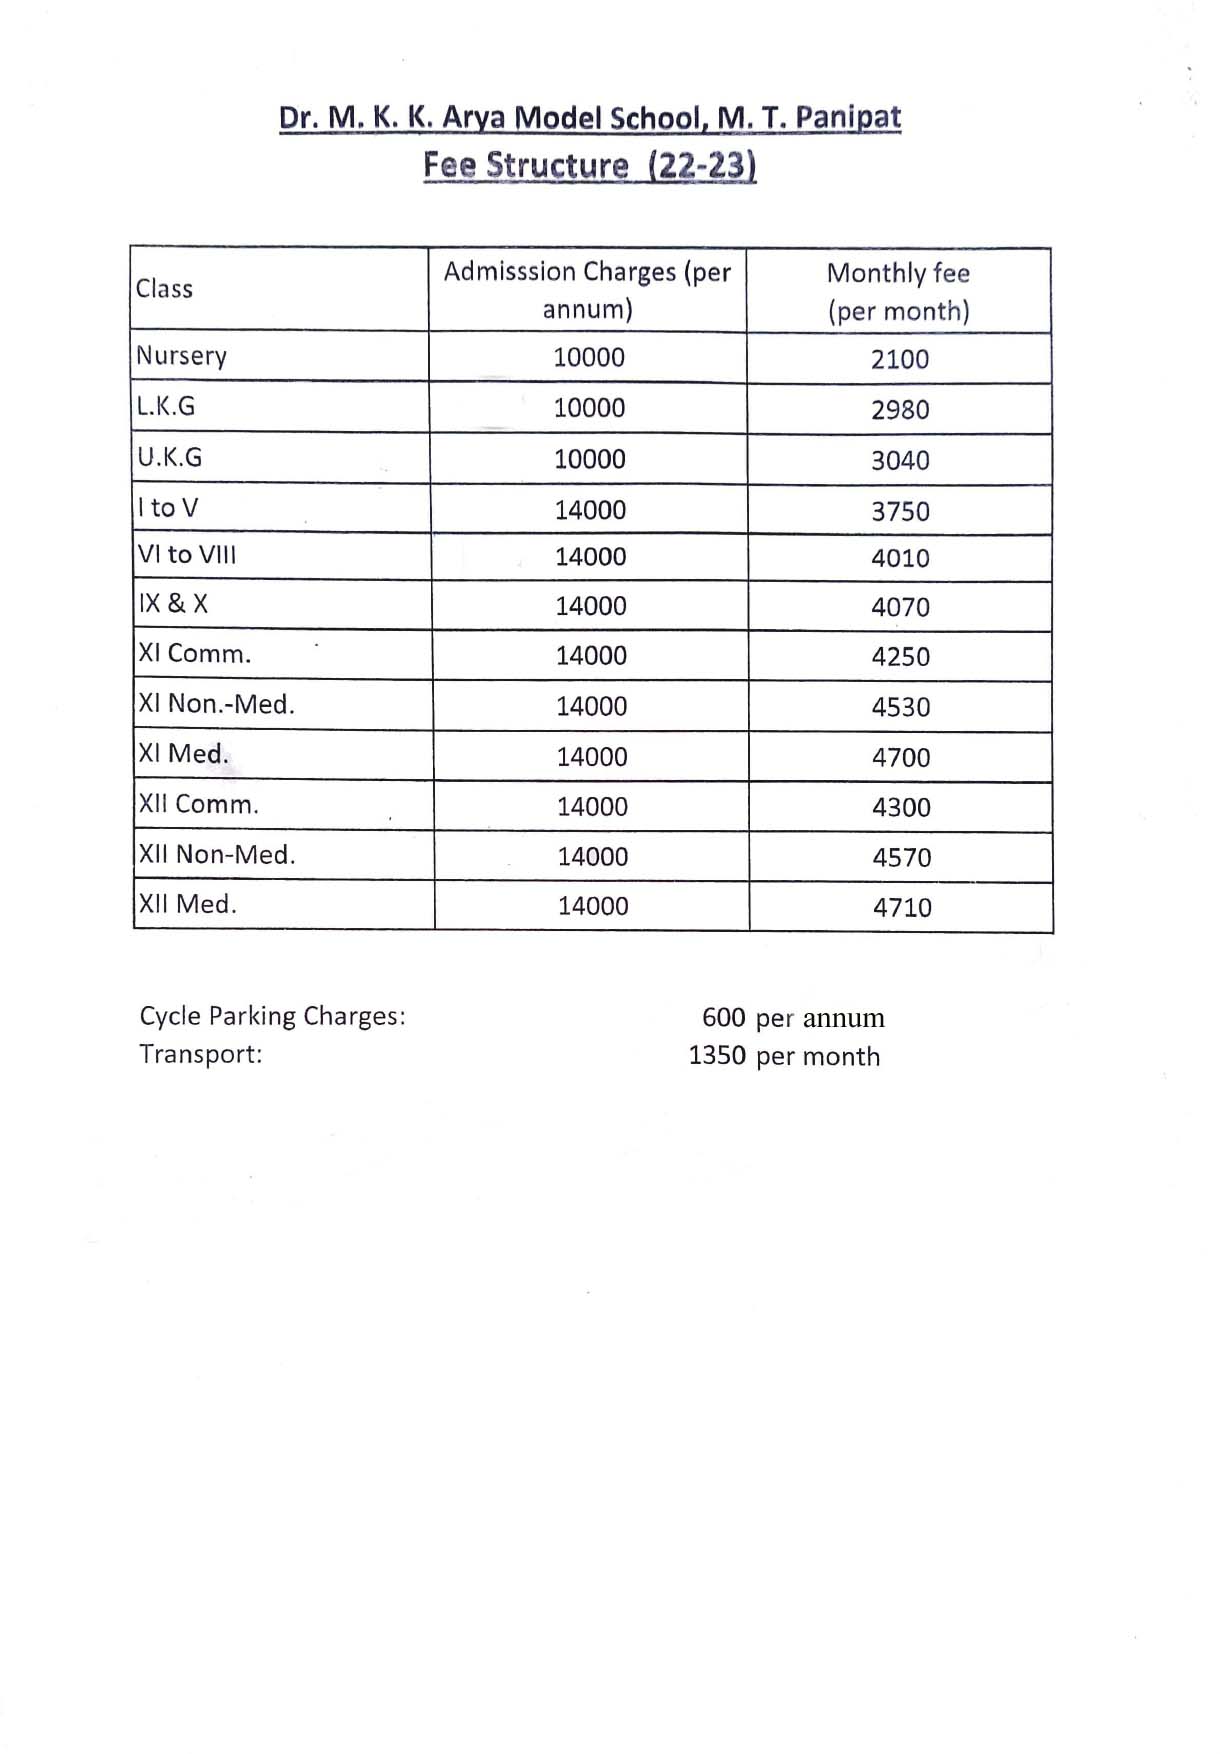 Dr. M. K. K. Arya Model School, M. T. Panipat
Fee Structure (22-23)
Class Admisssion Charges (per annum) Monthly fee (per month)
Nursery 10000 2100
L.K.G 10000 2980
U.K.G 10000 3040
I to V 14000 3750
VI to VIII 14000 4010
IX & X 14000 4070
XI Comm. 14000 4250
XI Non.-Med. 14000 4530
XI Med. 14000 4700
XII Comm. 14000 4300
XII Non-Med. 14000 4570
XII Med. 14000 4710
Cycle Parking Charges: 600 per annum
Transport: 1350 per month